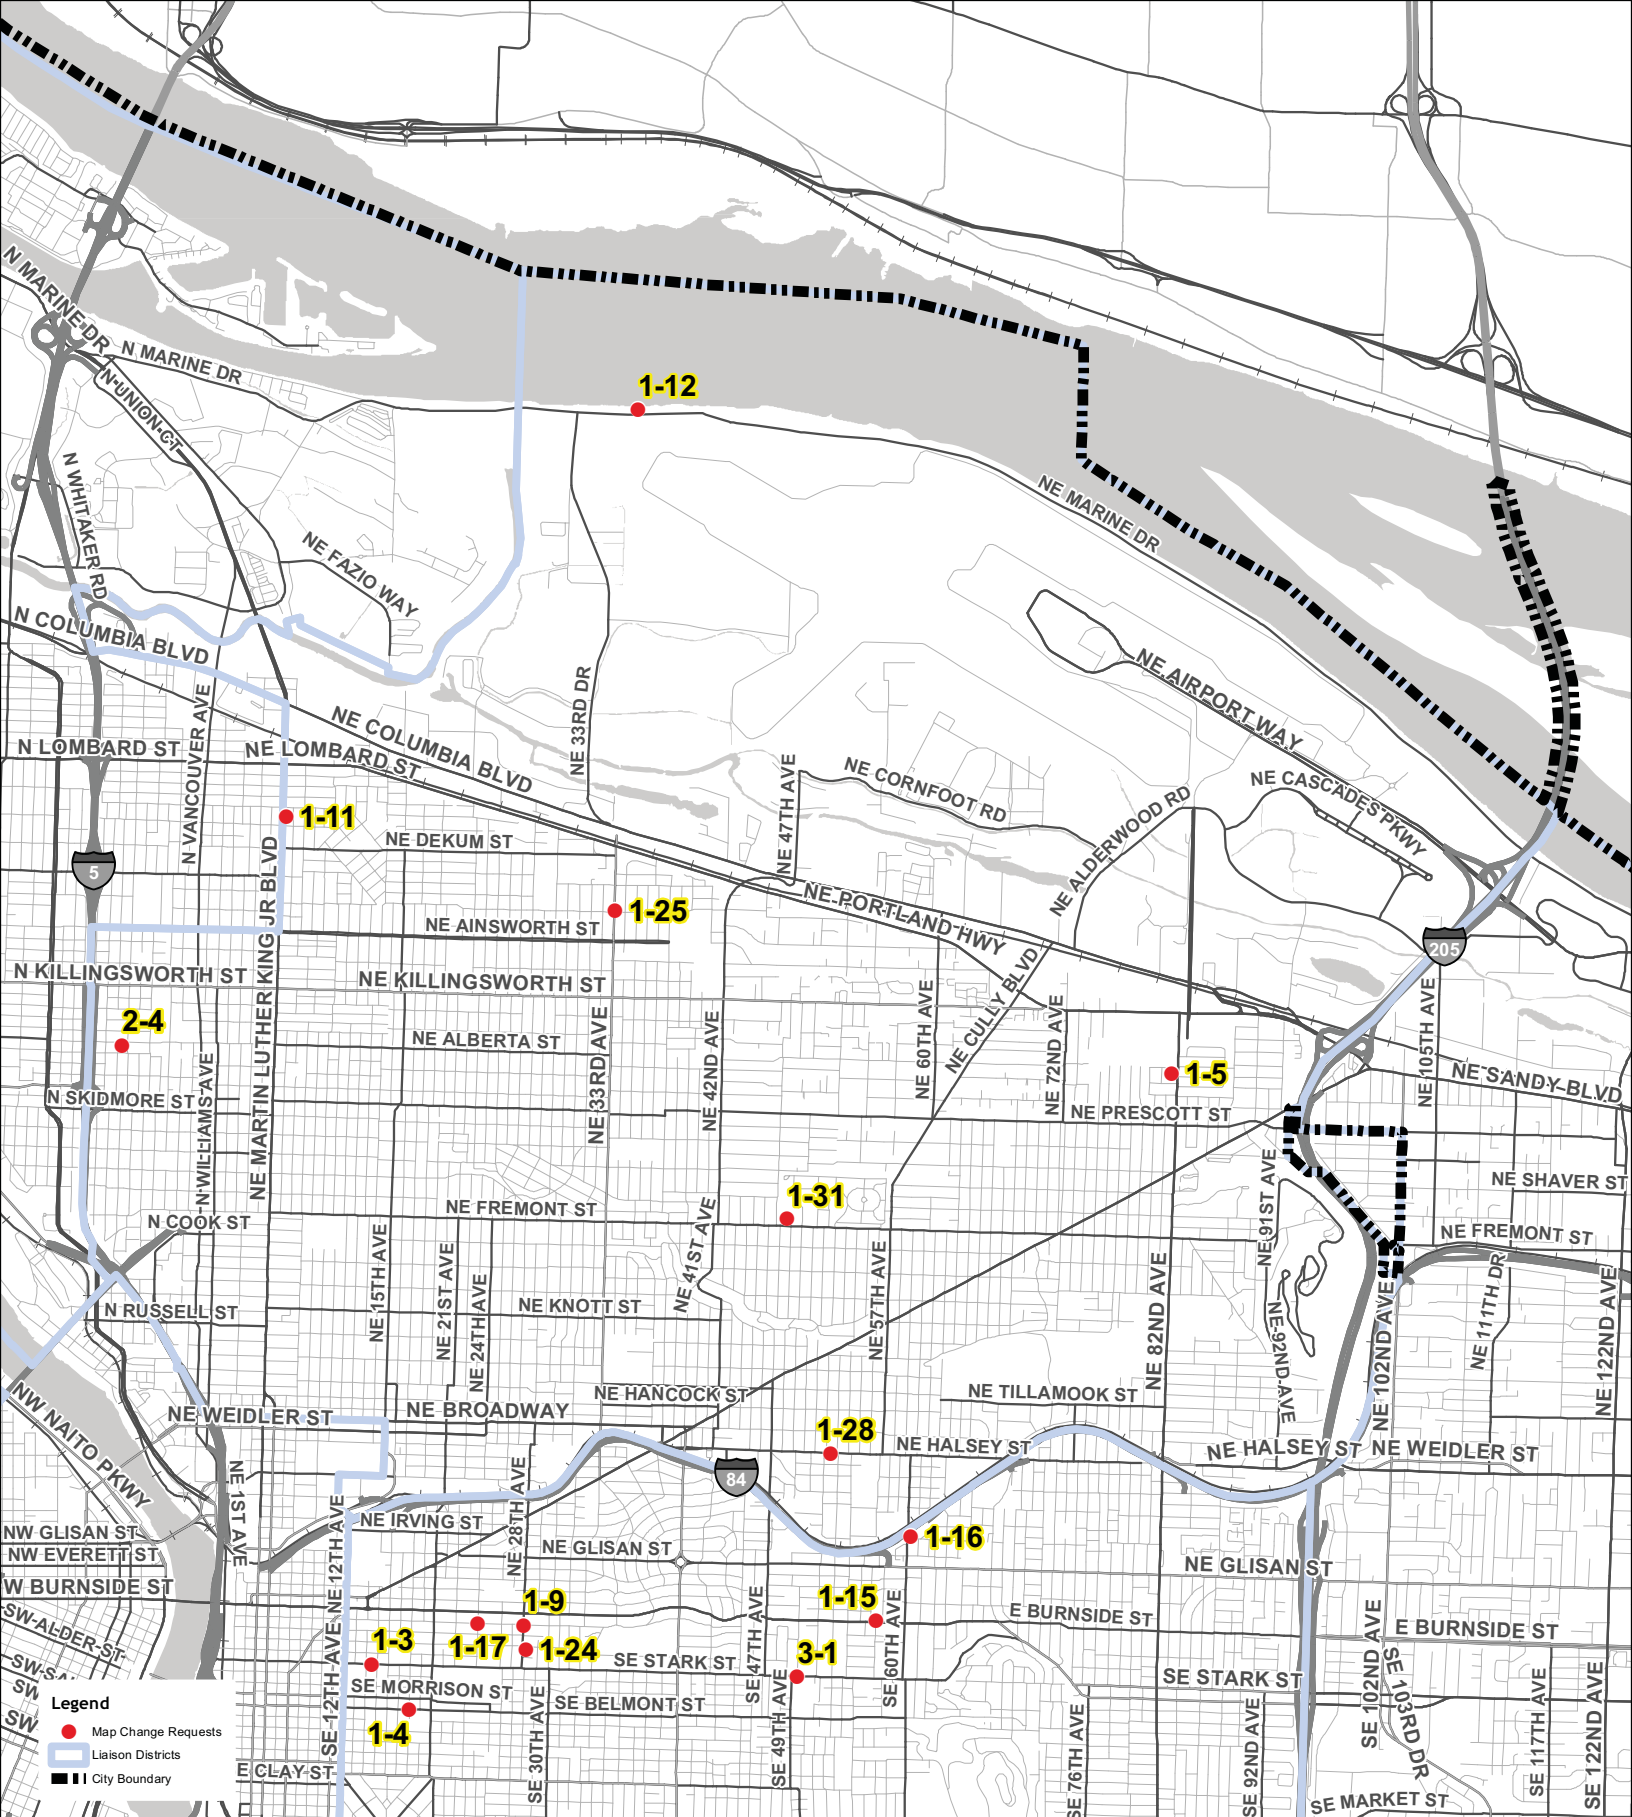 N MARINE DR
N MARINE DR
N UNION CT
1-12
N WHITAKER RD
NE FAZIO WAY
NE MARINE DR
N COLUMBIA BLVD
NE AIRPORT WAY
NE 33RD DR
N VANCOUVER AVE
NE COLUMBIA BLVD
N LOMBARD ST
NE LOMBARD ST
NE 47TH AVE
NE CORNFOOT RD
NE ALDERWOOD RD
NE CASCADES PKWY
1-11
NE DEKUM ST
5
NE PORTLAND HWY
1-25
NE AINSWORTH ST
205
N KILLINGSWORTH ST
NE KILLINGSWORTH ST
NE MARTIN LUTHER KING JR BLVD
2-4
NE ALBERTA ST
NE 33RD AVE
NE 42ND AVE
NE 60TH AVE
NE CULLY BLVD
NE 72ND AVE
1-5
NE 105TH AVE
NE SANDY BLVD
N SKIDMORE ST
N WILLIAMS AVE
NE PRESCOTT ST
NE SHAVER ST
1-31
NE 91ST AVE
N COOK ST
NE FREMONT ST
NE FREMONT ST
NE 15TH AVE
NE 21ST AVE
NE 24TH AVE
NE 41ST AVE
NE 57TH AVE
NE 82ND AVE
NE 92ND AVE
NE 102ND AVE
NE 111TH DR
NE 122ND AVE
N RUSSELL ST
NE KNOTT ST
NE HANCOCK ST
NE TILLAMOOK ST
NW NAITO PKWY
NE WEIDLER ST
NE BROADWAY
1-28
NE HALSEY ST
NE HALSEY ST
NE WEIDLER ST
84
NE 1ST AVE
NE 12TH AVE
NE 28TH AVE
NE IRVING ST
1-16
NW GLISAN ST
NE GLISAN ST
NE GLISAN ST
NW EVERETT ST
W BURNSIDE ST
1-9
1-15
E BURNSIDE ST
E BURNSIDE ST
SW ALDER ST
1-3
1-17
1-24
3-1
SE STARK ST
SE STARK ST
SE 12TH AVE
SE 47TH AVE
SE 60TH AVE
SE 102ND AVE
SE 103RD DR
SE MORRISON ST
SE BELMONT ST
1-4
SE 30TH AVE
SE 49TH AVE
SE 76TH AVE
SE 92ND AVE
SE 117TH AVE
SE 122ND AVE
SW
SW
E CLAY ST
SE MARKET ST
Legend
Map Change Requests
Liaison Districts
City Boundary